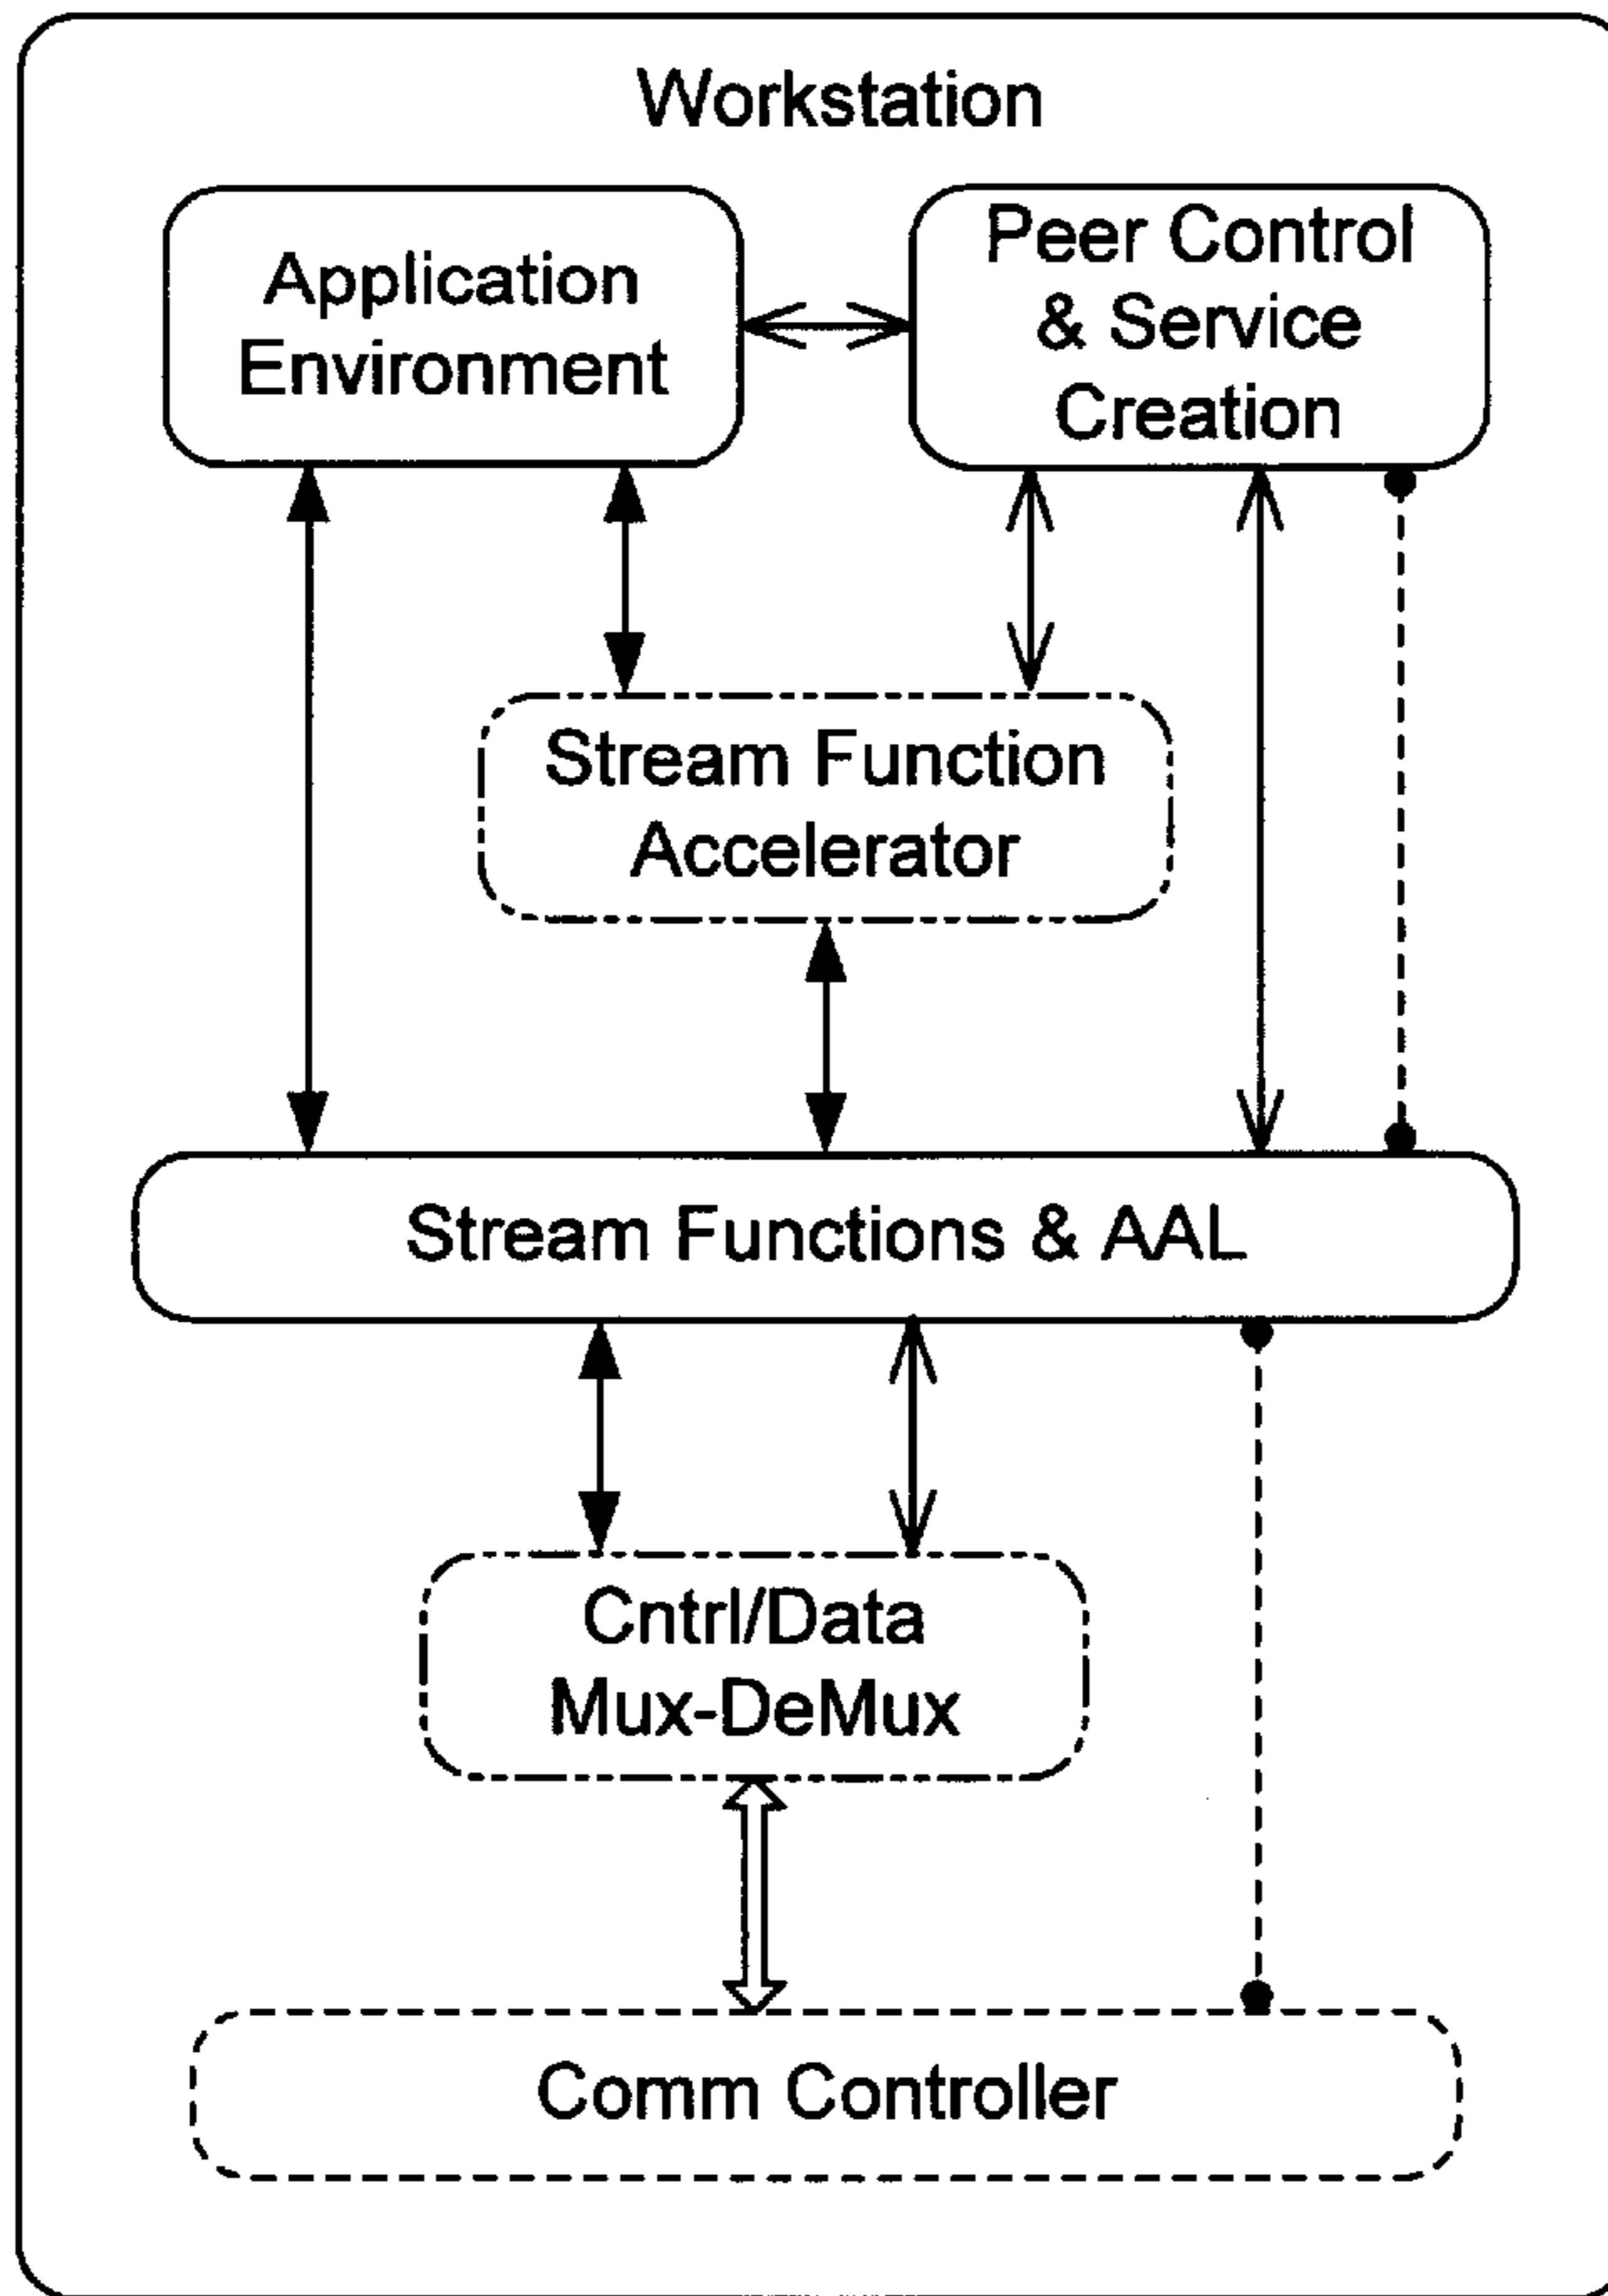 Workstation
Application
Environment
Peer Control
& Service
Creation
Stream Function
Accelerator
Stream Functions & AAL
Cntrl/Data
Mux-DeMux
Comm Controller